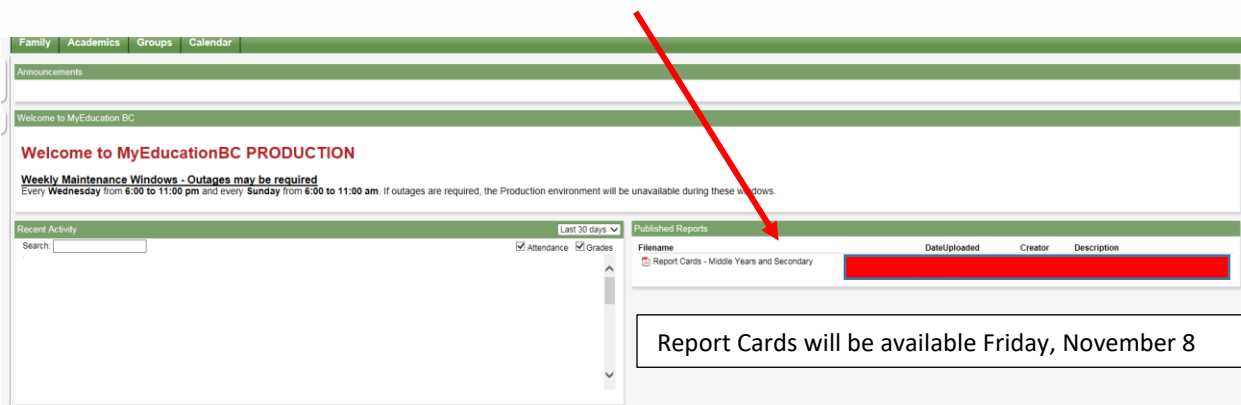 Family Academics Groups Calendar
Announcements
Welcome to MyEducation BC
Welcome to MyEducationBC PRODUCTION
Weekly Maintenance Windows - Outages may be required
Every Wednesday from 6:00 to 11:00 pm and every Sunday from 6:00 to 11:00 am. If outages are required, the Production environment will be unavailable during these windows.
Recent Activity Last 30 days
Search: Attendance Grades
Published Reports
Filename DateUploaded Creator Description
Report Cards - Middle Years and Secondary
Report Cards will be available Friday, November 8